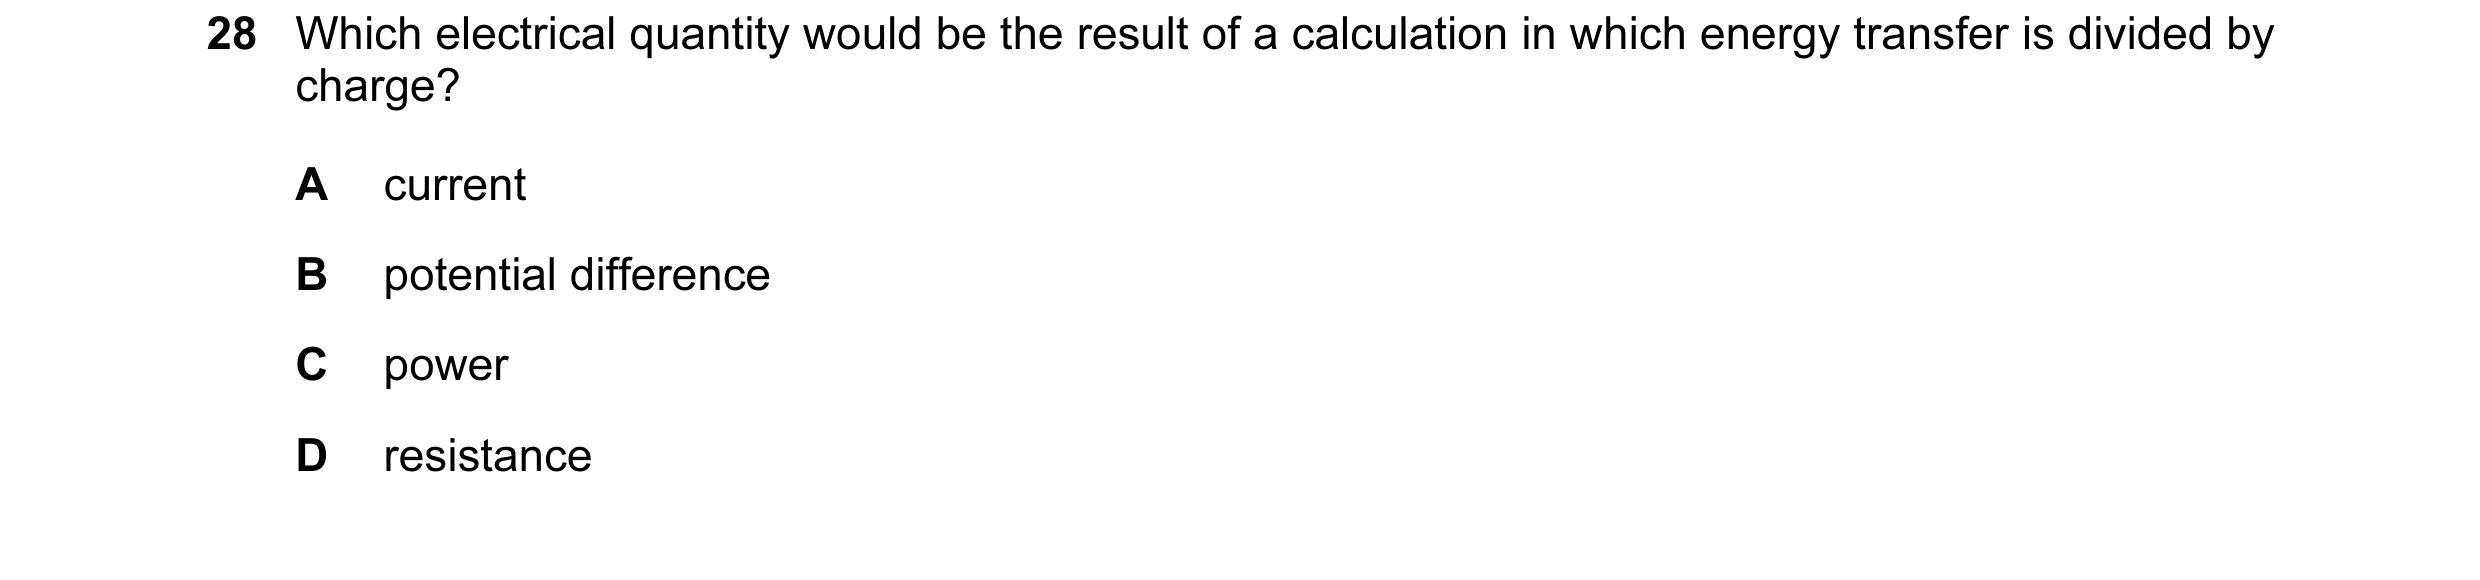 28 Which electrical quantity would be the result of a calculation in which energy transfer is divided by
charge?
A current
B potential difference
C power
D resistance